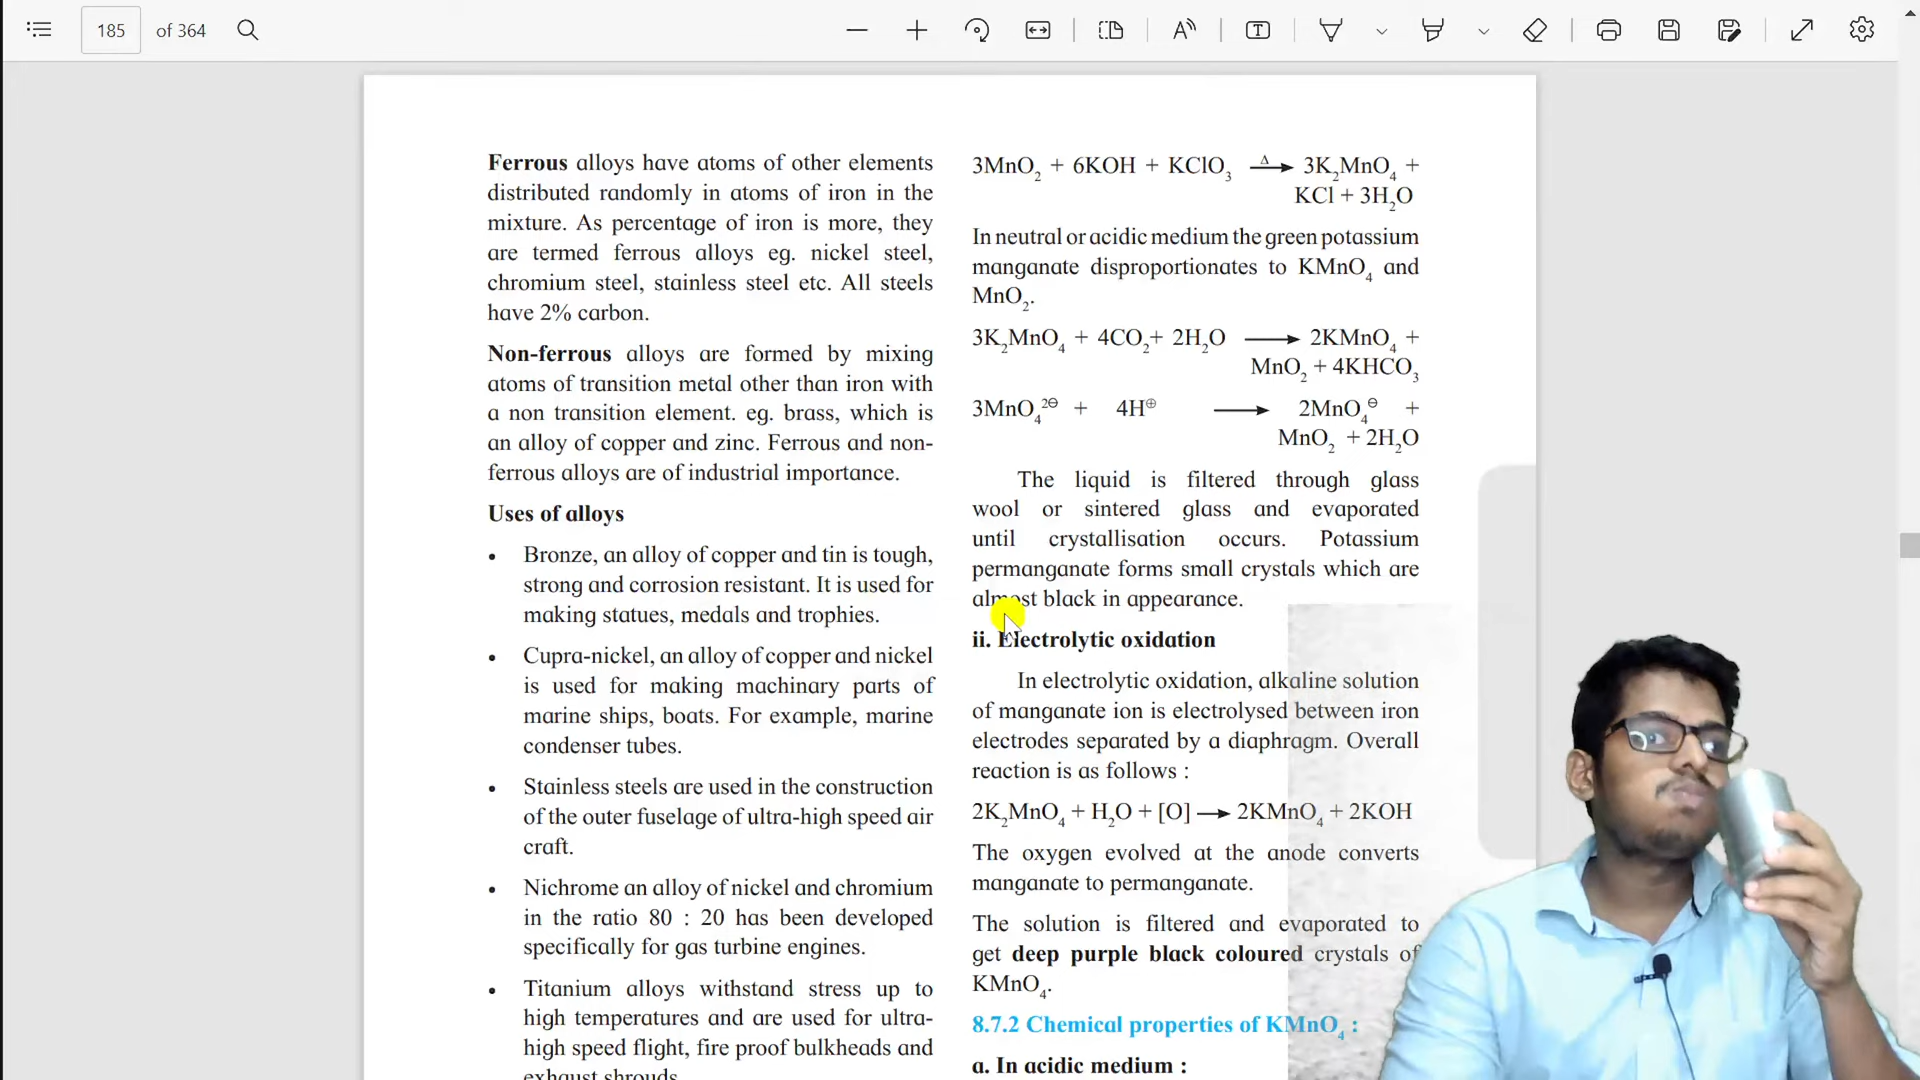 185 of 364
Ferrous alloys have atoms of other elements
distributed randomly in atoms of iron in the
mixture. As percentage of iron is more, they
are termed ferrous alloys eg. nickel steel,
chromium steel, stainless steel etc. All steels
have 2% carbon.
Non-ferrous alloys are formed by mixing
atoms of transition metal other than iron with
a non transition element. eg. brass, which is
an alloy of copper and zinc. Ferrous and non-
ferrous alloys are of industrial importance.
Uses of alloys
• Bronze, an alloy of copper and tin is tough,
strong and corrosion resistant. It is used for
making statues, medals and trophies.
• Cupra-nickel, an alloy of copper and nickel
is used for making machinary parts of
marine ships, boats. For example, marine
condenser tubes.
• Stainless steels are used in the construction
of the outer fuselage of ultra-high speed air
craft.
• Nichrome an alloy of nickel and chromium
in the ratio 80 : 20 has been developed
specifically for gas turbine engines.
• Titanium alloys withstand stress up to
high temperatures and are used for ultra-
high speed flight, fire proof bulkheads and
exhaust shrouds.
3MnO₂ + 6KOH + KClO₃ —Δ→ 3K₂MnO₄ +
KCl + 3H₂O
In neutral or acidic medium the green potassium
manganate disproportionates to KMnO₄ and
MnO₂.
3K₂MnO₄ + 4CO₂+ 2H₂O ⟶ 2KMnO₄ +
MnO₂ + 4KHCO₃
3MnO₄²⊖ + 4H⊕ ⟶ 2MnO₄⊖ +
MnO₂ + 2H₂O
The liquid is filtered through glass
wool or sintered glass and evaporated
until crystallisation occurs. Potassium
permanganate forms small crystals which are
almost black in appearance.
ii. Electrolytic oxidation
In electrolytic oxidation, alkaline solution
of manganate ion is electrolysed between iron
electrodes separated by a diaphragm. Overall
reaction is as follows :
2K₂MnO₄ + H₂O + [O] ⟶ 2KMnO₄ + 2KOH
The oxygen evolved at the anode converts
manganate to permanganate.
The solution is filtered and evaporated to
get deep purple black coloured crystals of
KMnO₄.
8.7.2 Chemical properties of KMnO₄ :
a. In acidic medium :